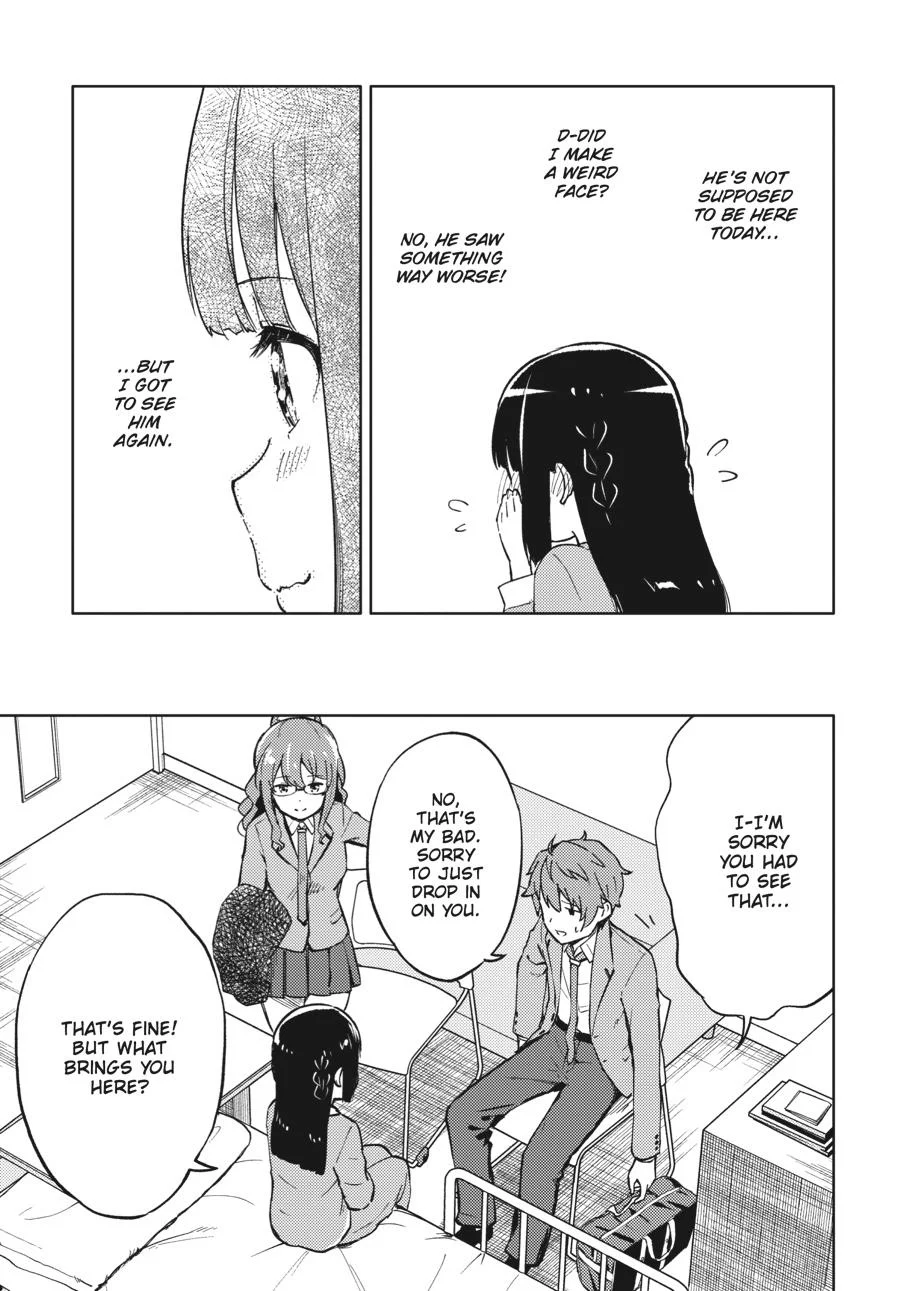 HE'S NOT
SUPPOSED
TO BE HERE
TODAY...
D-DID
I MAKE
A WEIRD
FACE?
NO, HE SAW
SOMETHING
WAY WORSE!
...BUT
I GOT
TO SEE
HIM
AGAIN.
I-I'M
SORRY
YOU HAD
TO SEE
THAT...
NO,
THAT'S
MY BAD.
SORRY
TO JUST
DROP IN
ON YOU.
THAT'S FINE!
BUT WHAT
BRINGS YOU
HERE?